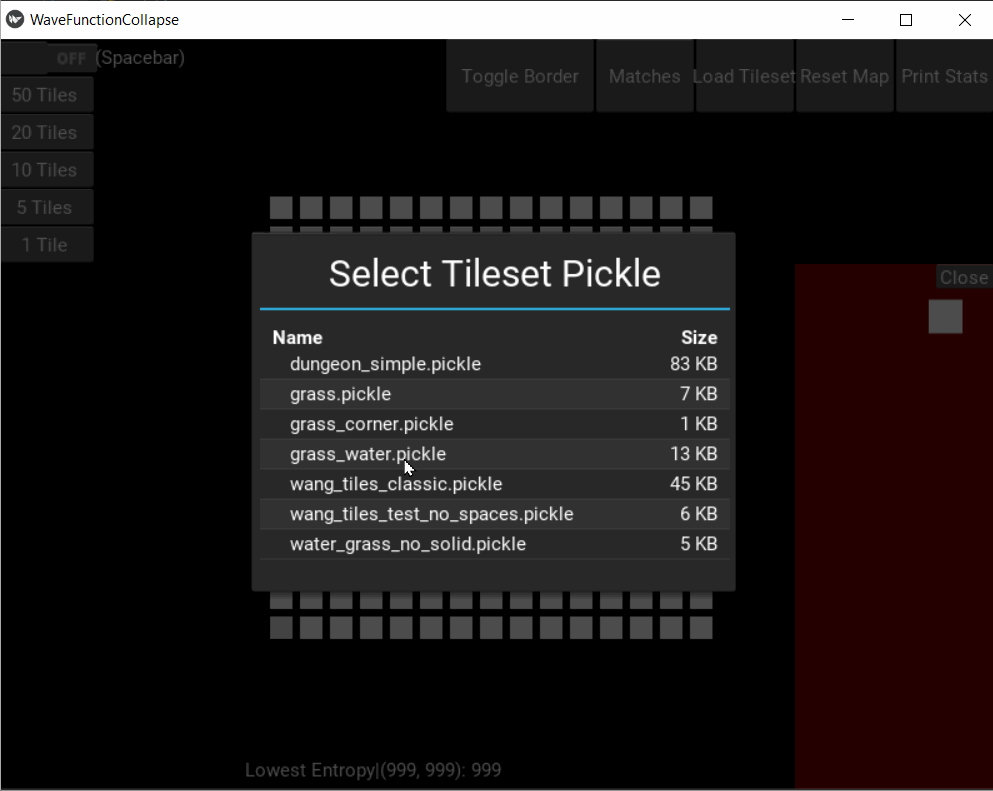 WaveFunctionCollapse
OFF (Spacebar)
Toggle Border Matches Load Tileset Reset Map Print Stats
50 Tiles
20 Tiles
10 Tiles
5 Tiles
1 Tile
Select Tileset Pickle
Close
Name Size
dungeon_simple.pickle 83 KB
grass.pickle 7 KB
grass_corner.pickle 1 KB
grass_water.pickle 13 KB
wang_tiles_classic.pickle 45 KB
wang_tiles_test_no_spaces.pickle 6 KB
water_grass_no_solid.pickle 5 KB
Lowest Entropy|(999, 999): 999